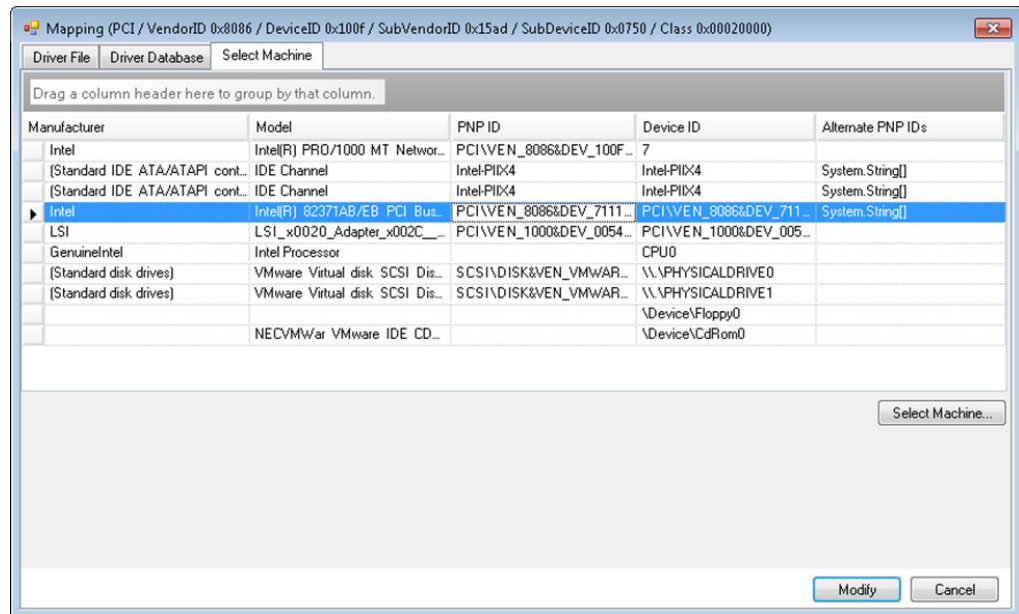 Mapping (PCI / VendorID 0x8086 / DeviceID 0x100f / SubVendorID 0x15ad / SubDeviceID 0x0750 / Class 0x00020000)
Driver File Driver Database Select Machine
Drag a column header here to group by that column.
Manufacturer Model PNP ID Device ID Alternate PNP IDs
Intel Intel(R) PRO/1000 MT Networ... PCI\VEN_8086&DEV_100F... 7
(Standard IDE ATA/ATAPI cont... IDE Channel Intel-PIIX4 Intel-PIIX4 System.String[]
(Standard IDE ATA/ATAPI cont... IDE Channel Intel-PIIX4 Intel-PIIX4 System.String[]
Intel Intel(R) 82371AB/EB PCI Bus... PCI\VEN_8086&DEV_7111... PCI\VEN_8086&DEV_711... System.String[]
LSI LSI_x0020_Adapter_x002C__... PCI\VEN_1000&DEV_0054... PCI\VEN_1000&DEV_005...
GenuineIntel Intel Processor CPU0
(Standard disk drives) VMware Virtual disk SCSI Dis... SCSI\DISK&VEN_VMWAR... \\.\PHYSICALDRIVE0
(Standard disk drives) VMware Virtual disk SCSI Dis... SCSI\DISK&VEN_VMWAR... \\.\PHYSICALDRIVE1
\Device\Floppy0
NECVMWar VMware IDE CD... \Device\CdRom0
Select Machine...
Modify Cancel